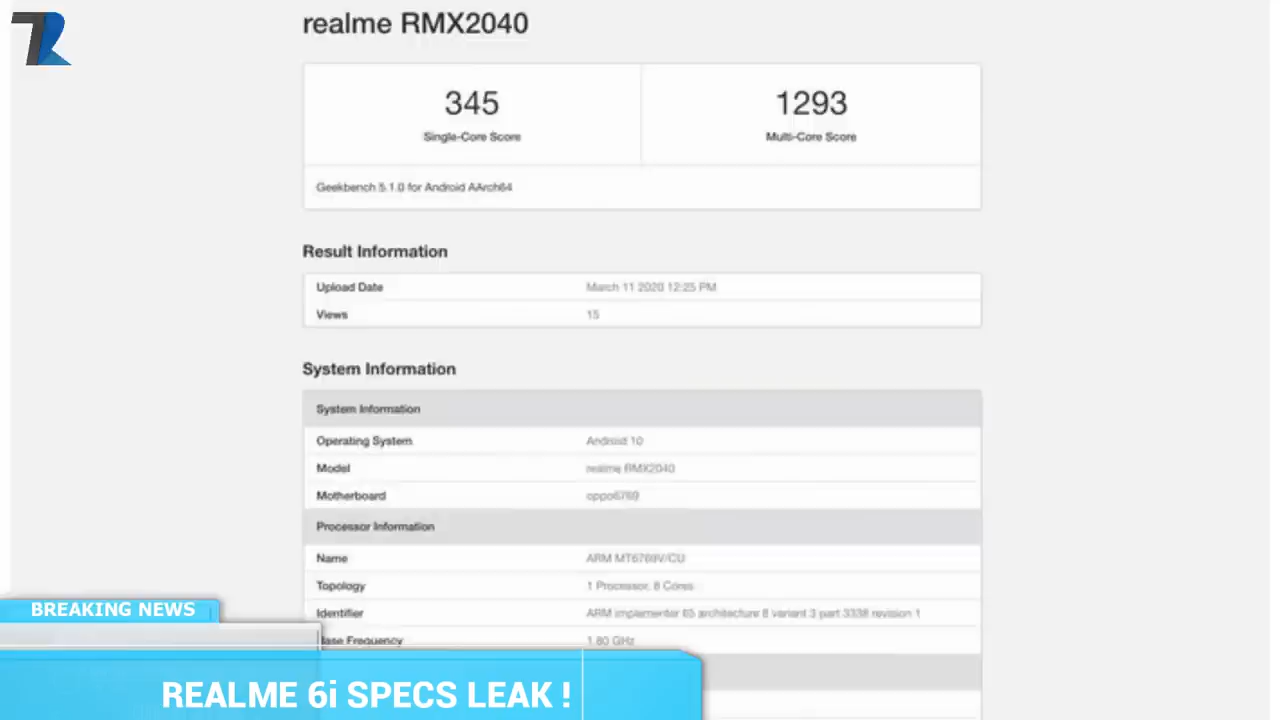 realme RMX2040
345 1293
Single-Core Score Multi-Core Score
Geekbench 5.1.0 for Android AArch64
Result Information
Upload Date March 11 2020 12:25 PM
Views 15
System Information
System Information
Operating System Android 10
Model realme RMX2040
Motherboard oppo6769
Processor Information
Name ARM MT6769V/CU
Topology 1 Processor, 8 Cores
Identifier ARM implementer 65 architecture 8 variant 3 part 3338 revision 1
Base Frequency 1.80 GHz
BREAKING NEWS
REALME 6i SPECS LEAK !